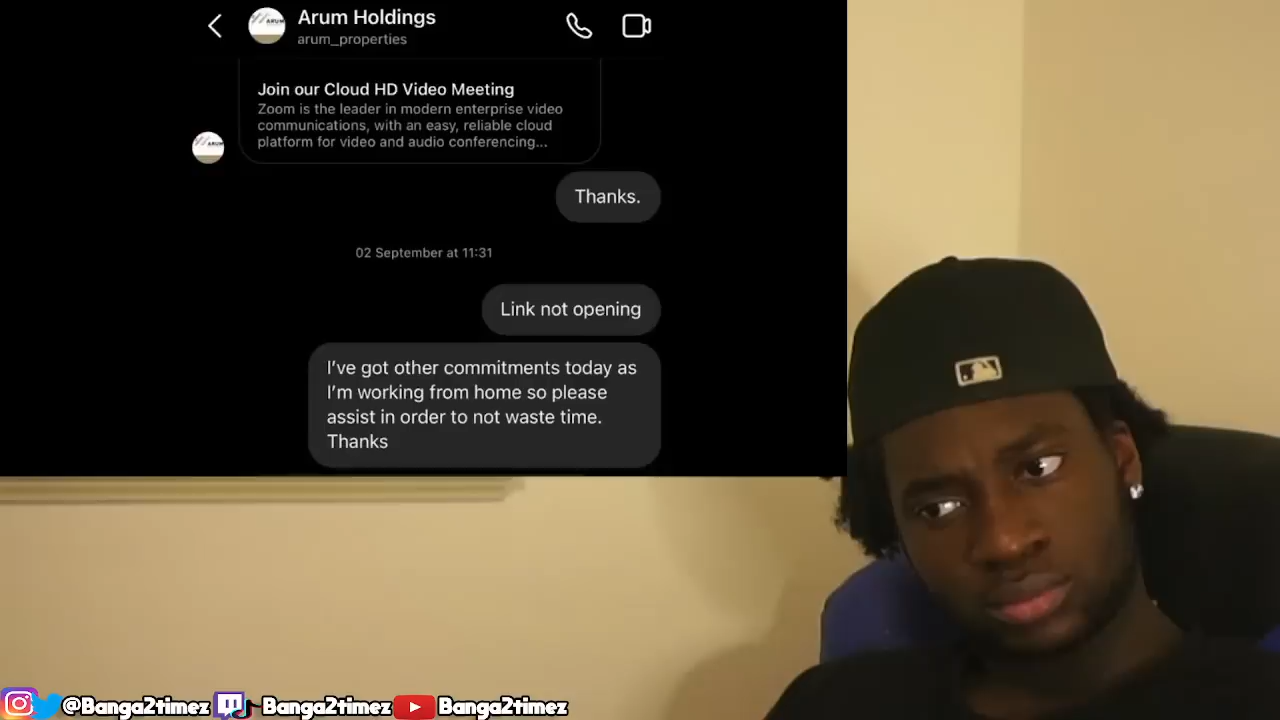 Arum Holdings
arum_properties
Join our Cloud HD Video Meeting
Zoom is the leader in modern enterprise video
communications, with an easy, reliable cloud
platform for video and audio conferencing...
Thanks.
02 September at 11:31
Link not opening
I've got other commitments today as
I'm working from home so please
assist in order to not waste time.
Thanks
@Banga2timez Banga2timez Banga2timez